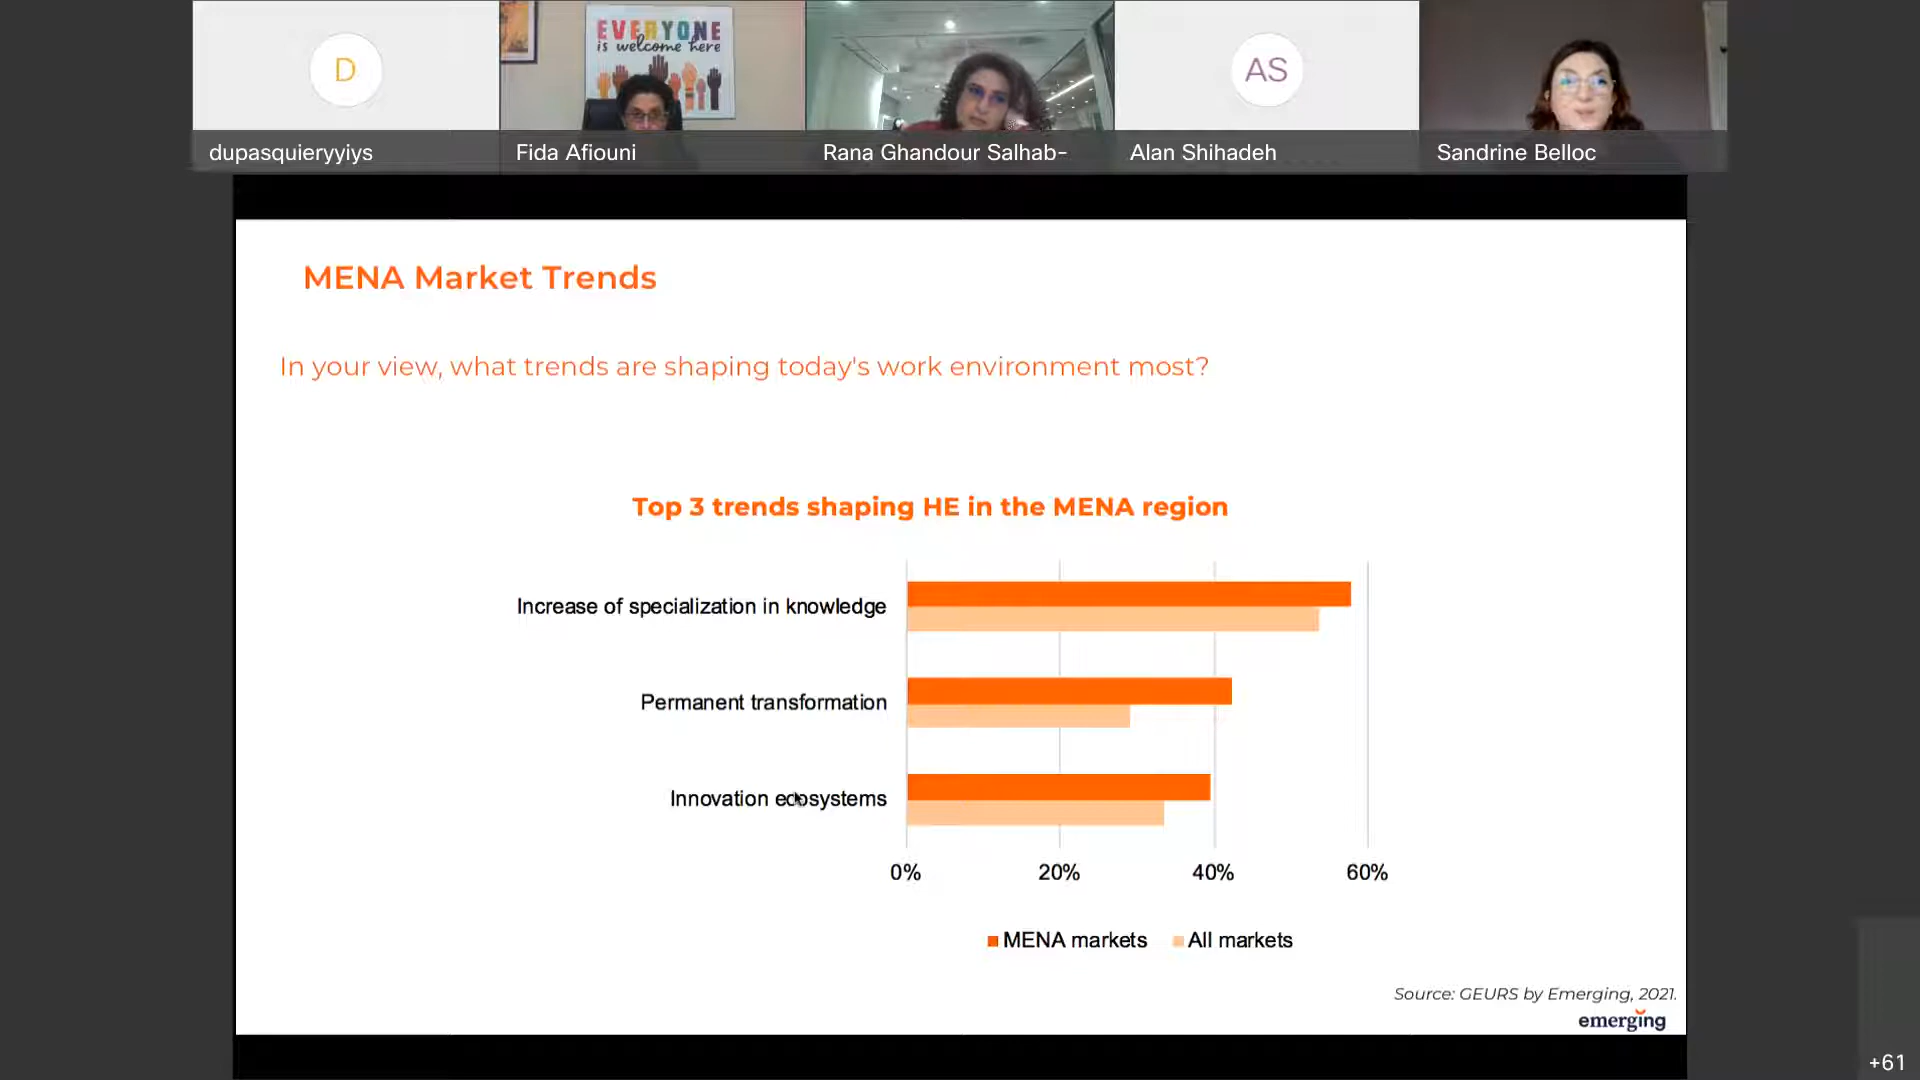 D
EVERYONE
is welcome here
AS
dupasquieryyiys
Fida Afiouni
Rana Ghandour Salhab-
Alan Shihadeh
Sandrine Belloc
MENA Market Trends
In your view, what trends are shaping today's work environment most?
Top 3 trends shaping HE in the MENA region
Increase of specialization in knowledge
Permanent transformation
Innovation ecosystems
0%
20%
40%
60%
MENA markets
All markets
Source: GEURS by Emerging, 2021.
emerging
+61